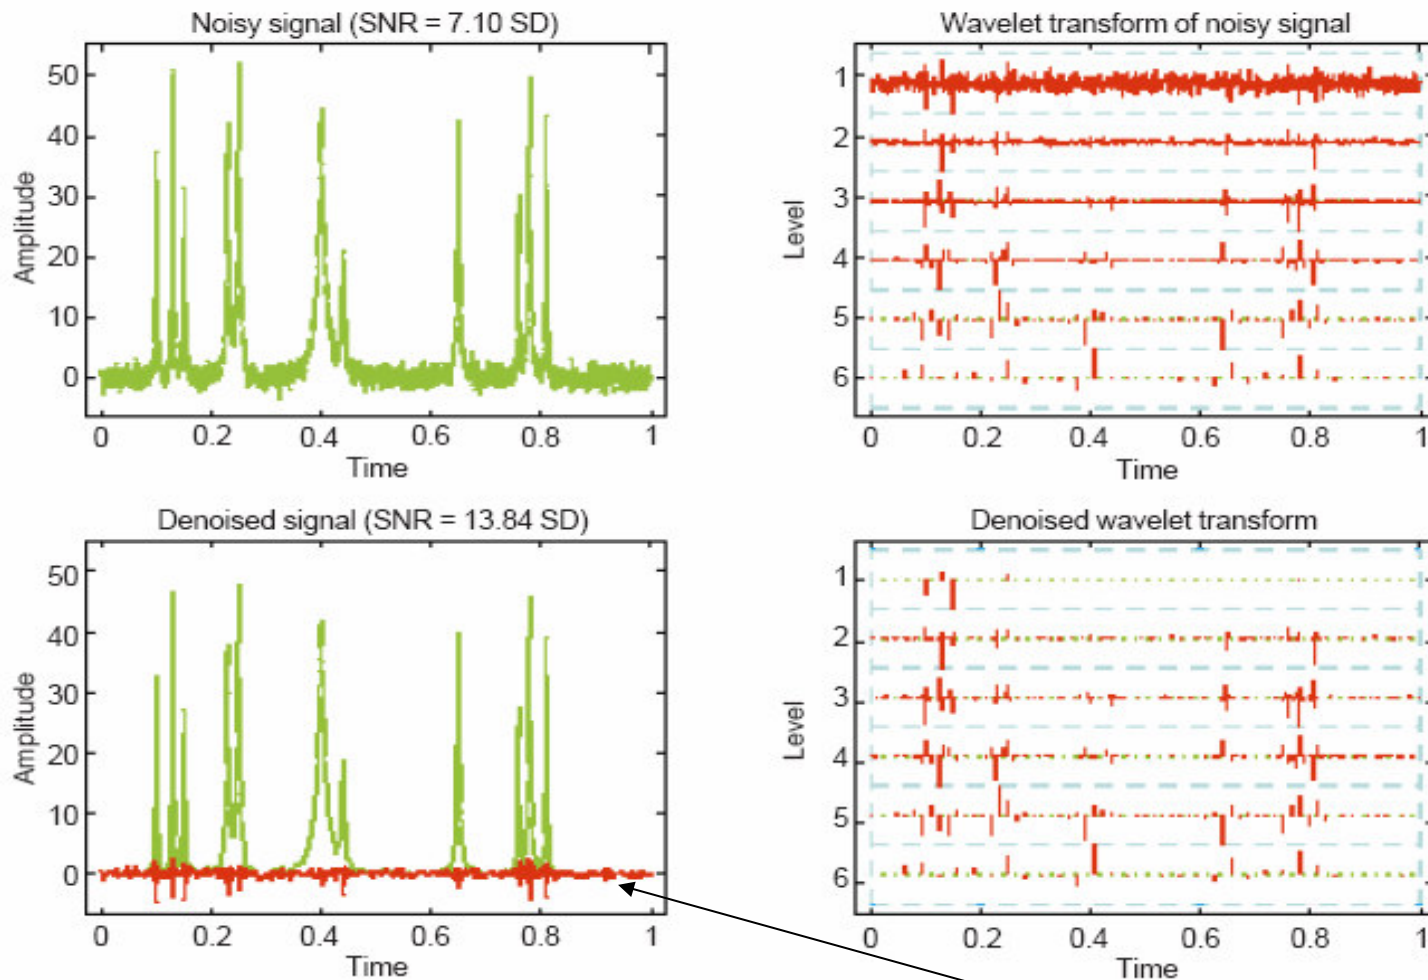 Noisy signal (SNR = 7.10 SD)
50
40
30
20
10
0
Amplitude
0 0.2 0.4 0.6 0.8 1
Time
Wavelet transform of noisy signal
1
2
3
4
5
6
Level
0 0.2 0.4 0.6 0.8 1
Time
Denoised signal (SNR = 13.84 SD)
50
40
30
20
10
0
Amplitude
0 0.2 0.4 0.6 0.8 1
Time
Denoised wavelet transform
1
2
3
4
5
6
Level
0 0.2 0.4 0.6 0.8 1
Time